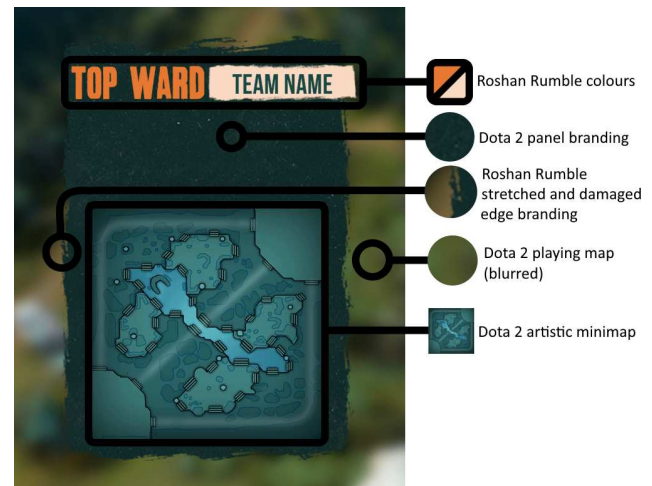 TOP WARD TEAM NAME
Roshan Rumble colours
Dota 2 panel branding
Roshan Rumble
stretched and damaged
edge branding
Dota 2 playing map
(blurred)
Dota 2 artistic minimap